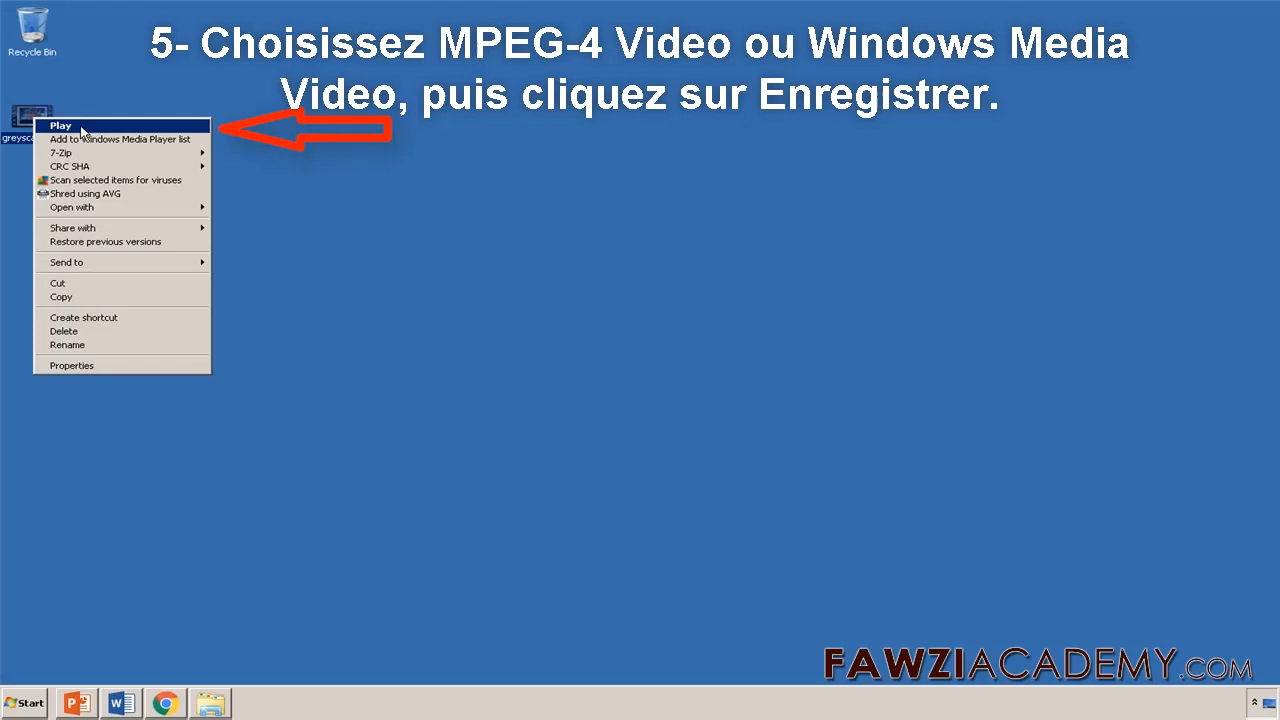 5- Choisissez MPEG-4 Video ou Windows Media
Video, puis cliquez sur Enregistrer.
Recycle Bin
Play
Add to Windows Media Player list
7-Zip
CRC SHA
Scan selected items for viruses
Shred using AVG
Open with
Share with
Restore previous versions
Send to
Cut
Copy
Create shortcut
Delete
Rename
Properties
FAWZIACADEMY.COM
Start